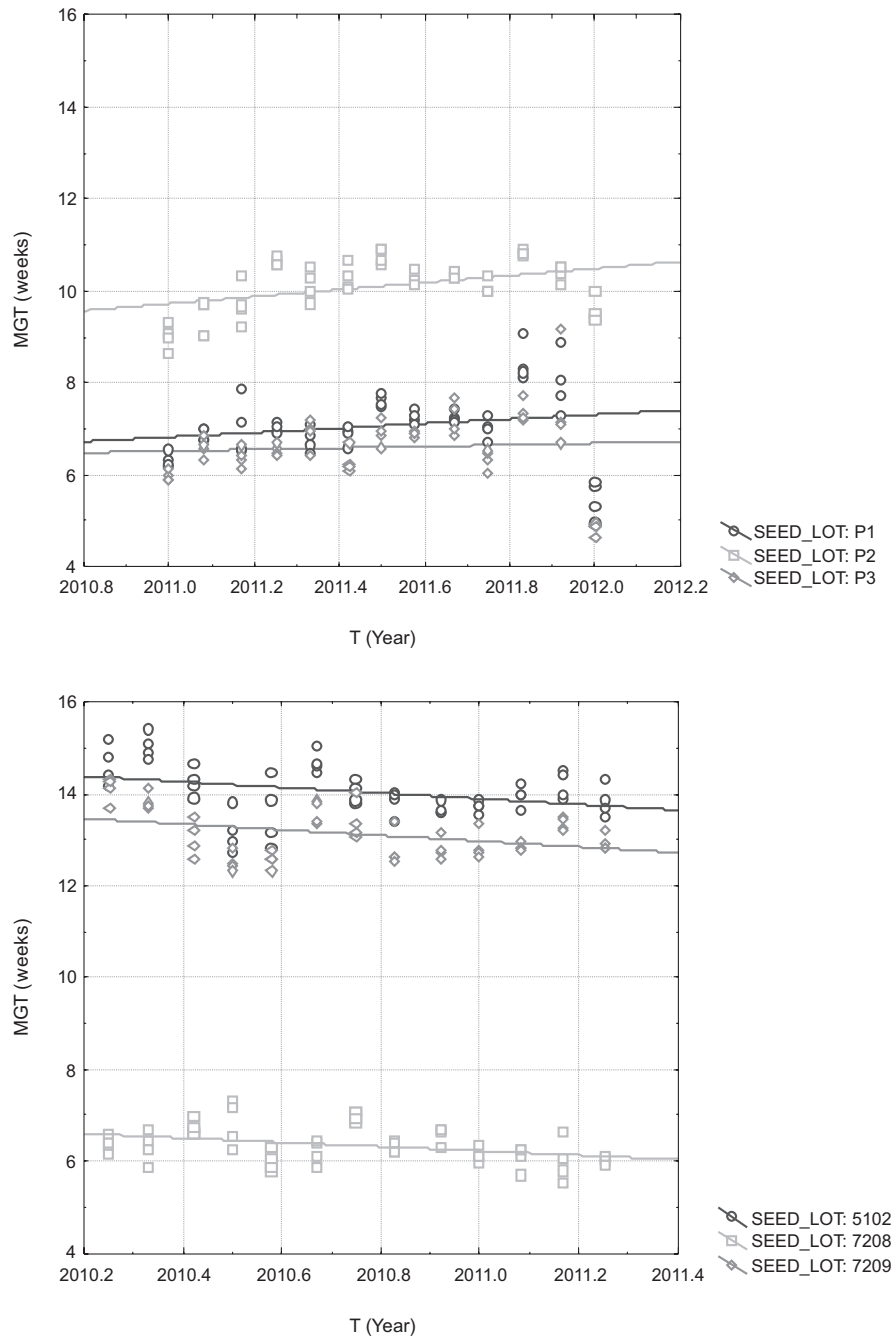 16
14
12
10
8
6
4
MGT (weeks)
2010.8 2011.0 2011.2 2011.4 2011.6 2011.8 2012.0 2012.2
T (Year)
SEED_LOT: P1
SEED_LOT: P2
SEED_LOT: P3
16
14
12
10
8
6
4
MGT (weeks)
2010.2 2010.4 2010.6 2010.8 2011.0 2011.2 2011.4
T (Year)
SEED_LOT: 5102
SEED_LOT: 7208
SEED_LOT: 7209